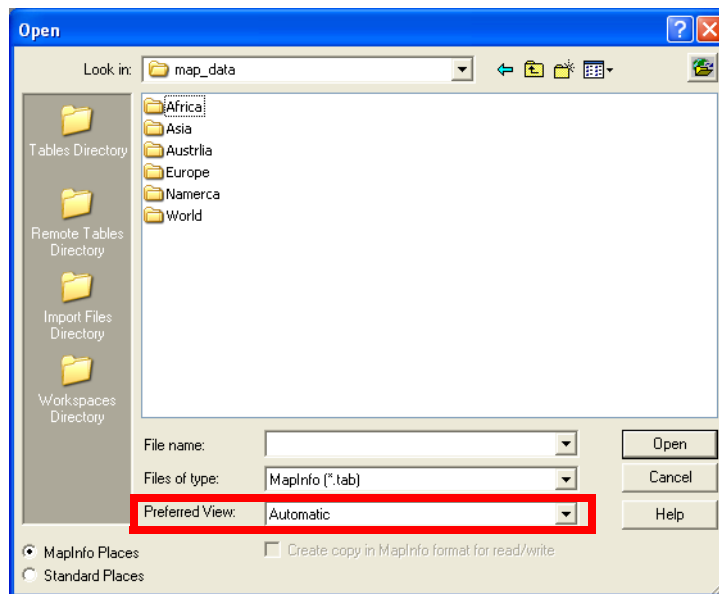 Open
Look in: map_data
Africa
Asia
Austrlia
Europe
Namerca
World
Tables Directory
Remote Tables
Directory
Import Files
Directory
Workspaces
Directory
File name:
Open
Files of type: MapInfo (*.tab)
Cancel
Preferred View: Automatic
Help
MapInfo Places
Create copy in MapInfo format for read/write
Standard Places